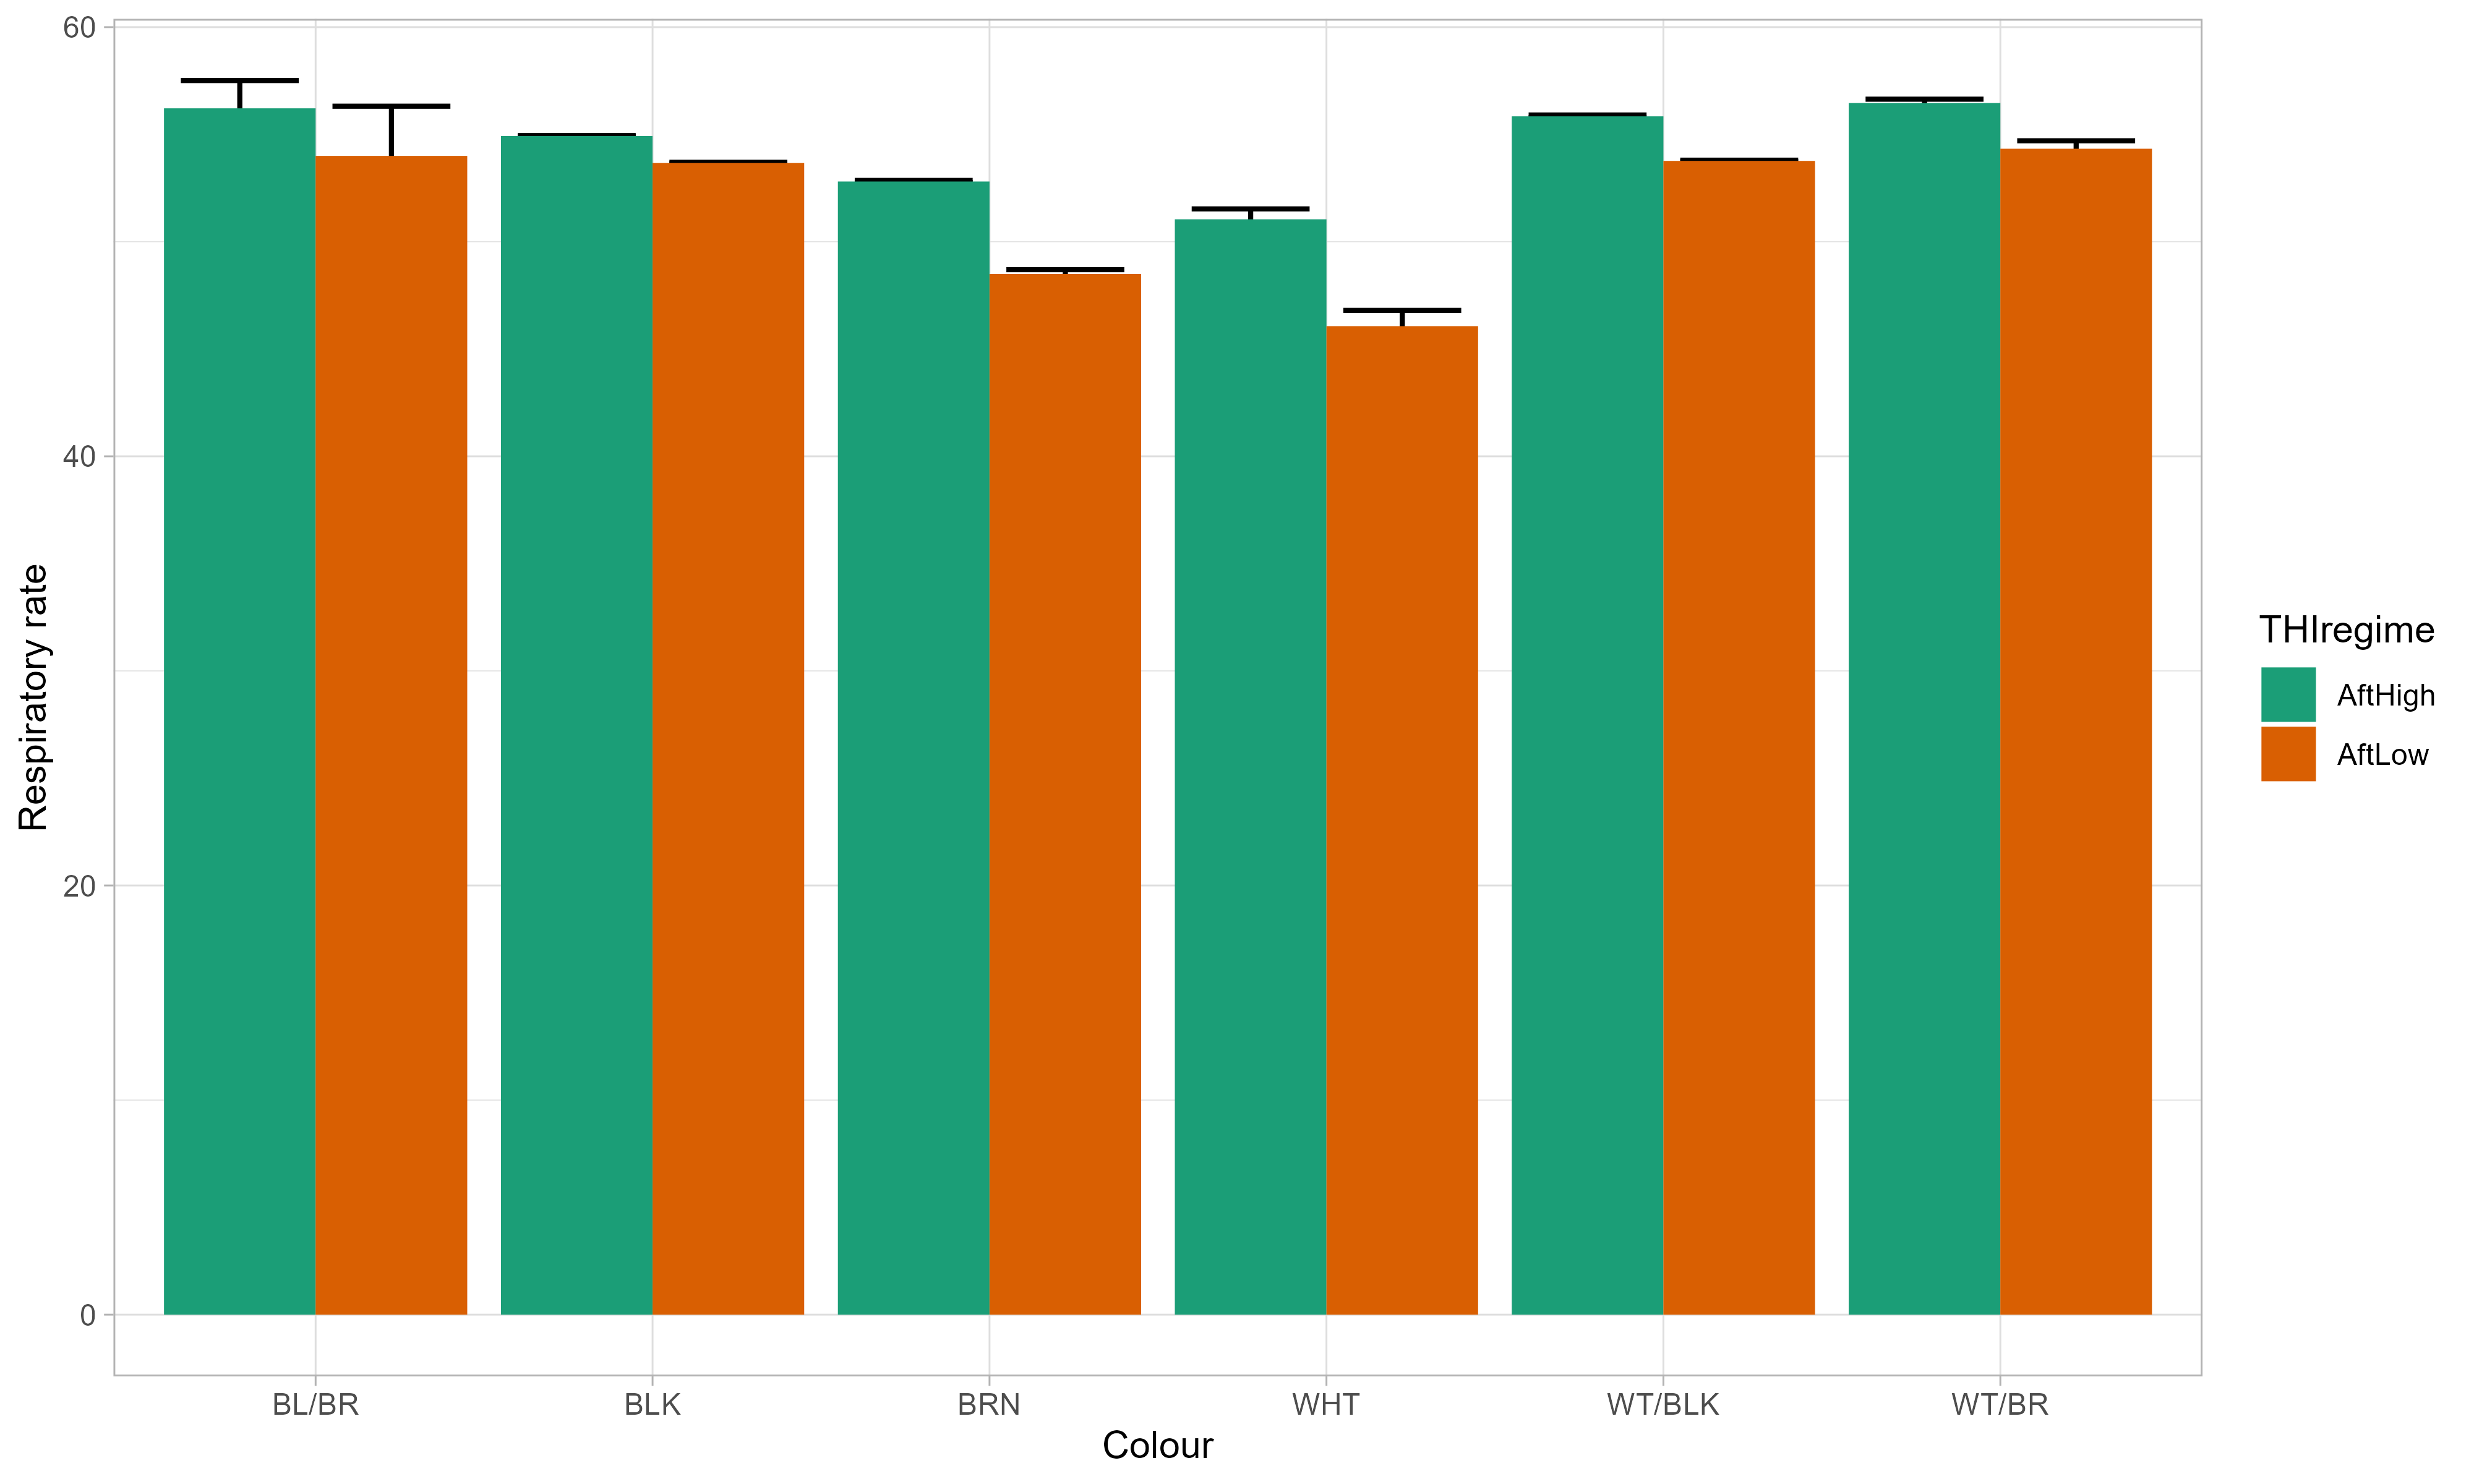 60
40
20
0
Respiratory rate
BL/BR
BLK
BRN
WHT
WT/BLK
WT/BR
Colour
THIregime
AftHigh
AftLow